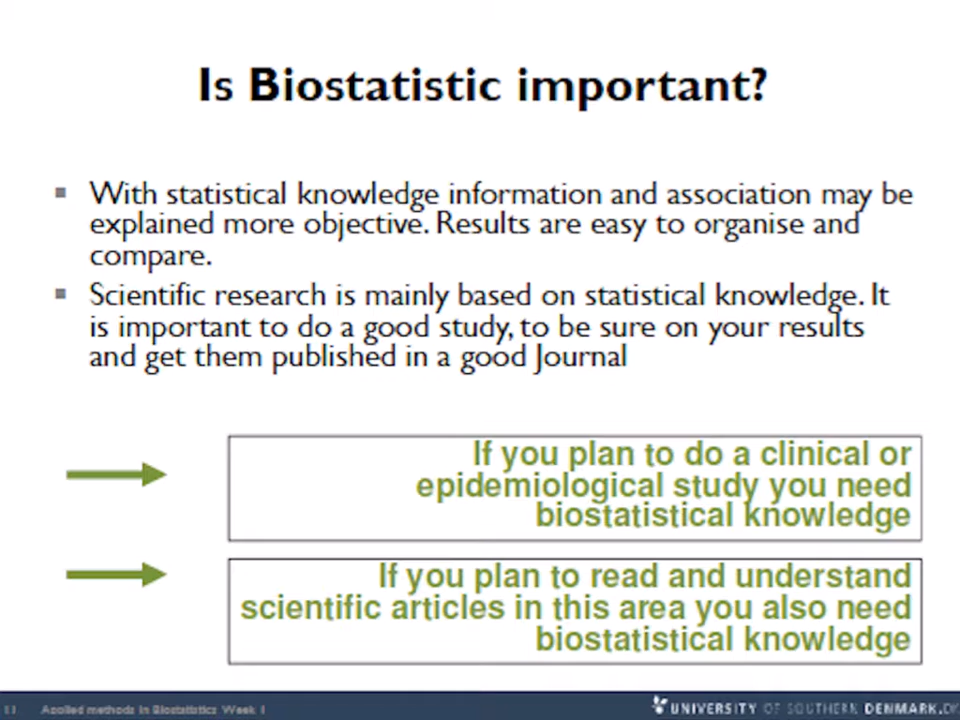 Is Biostatistic important?
With statistical knowledge information and association may be
explained more objective. Results are easy to organise and
compare.
Scientific research is mainly based on statistical knowledge. It
is important to do a good study, to be sure on your results
and get them published in a good Journal
If you plan to do a clinical or
epidemiological study you need
biostatistical knowledge
If you plan to read and understand
scientific articles in this area you also need
biostatistical knowledge
Applied methods in Biostatistics Week 1
UNIVERSITY OF SOUTHERN DENMARK.